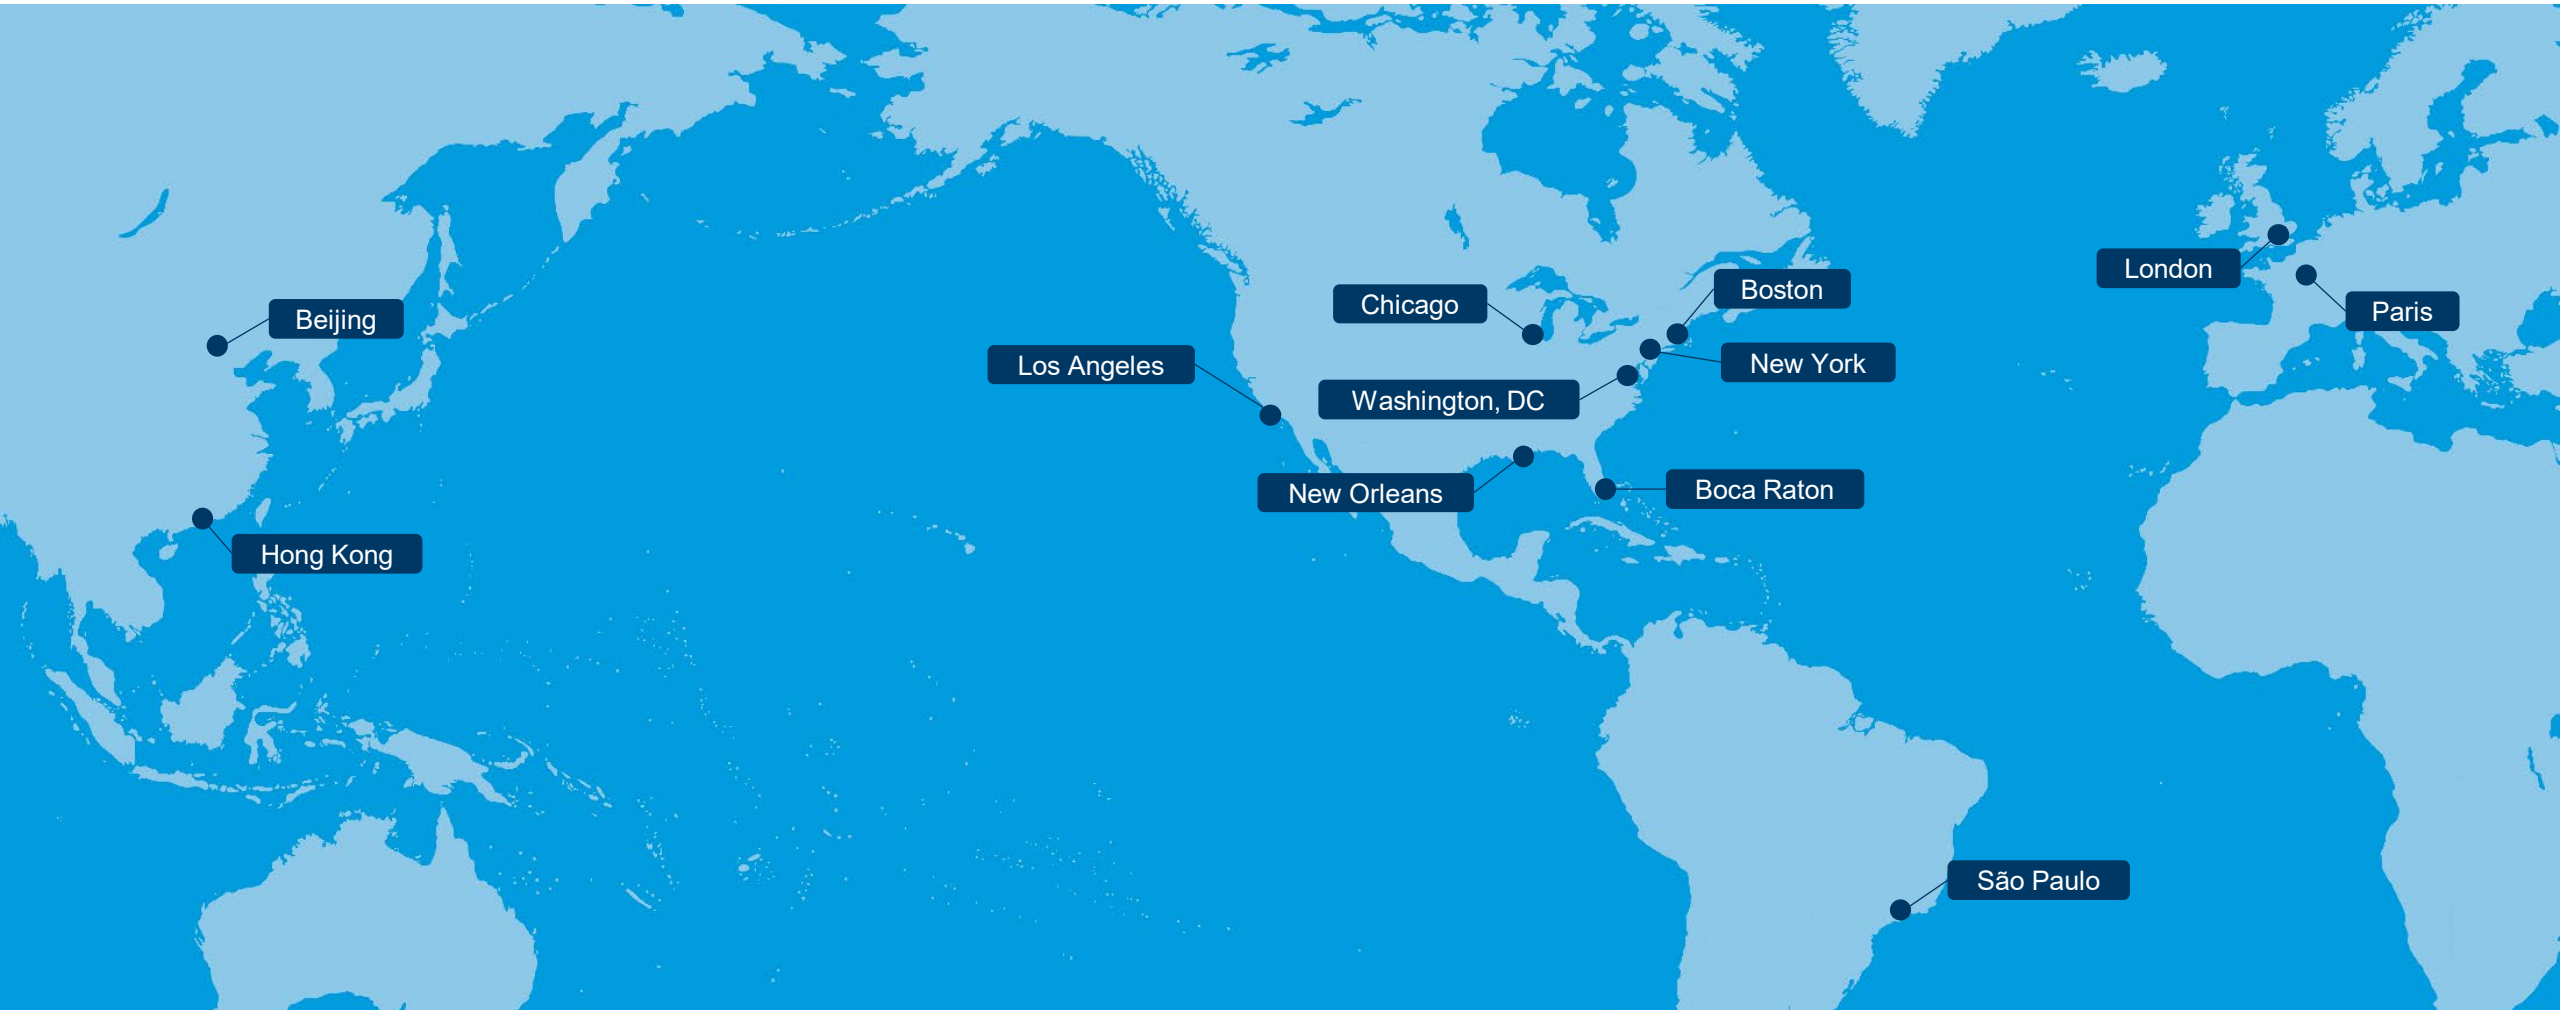 London
Boston
Chicago
Beijing
Paris
New York
Los Angeles
Washington, DC
New Orleans
Boca Raton
Hong Kong
São Paulo